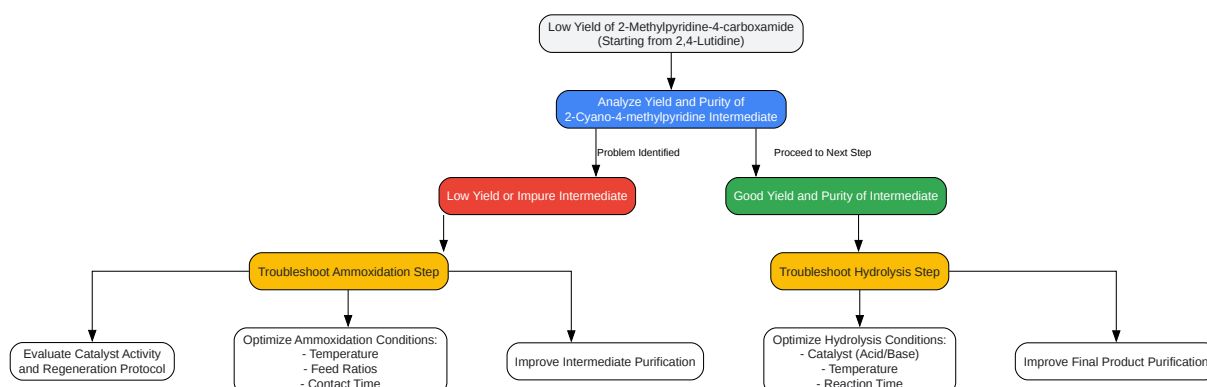 Low Yield of 2-Methylpyridine-4-carboxamide
(Starting from 2,4-Lutidine)
Analyze Yield and Purity of
2-Cyano-4-methylpyridine Intermediate
Problem Identified
Proceed to Next Step
Low Yield or Impure Intermediate
Good Yield and Purity of Intermediate
Troubleshoot Ammoxidation Step
Troubleshoot Hydrolysis Step
Evaluate Catalyst Activity
and Regeneration Protocol
Optimize Ammoxidation Conditions:
- Temperature
- Feed Ratios
- Contact Time
Improve Intermediate Purification
Optimize Hydrolysis Conditions:
- Catalyst (Acid/Base)
- Temperature
- Reaction Time
Improve Final Product Purification